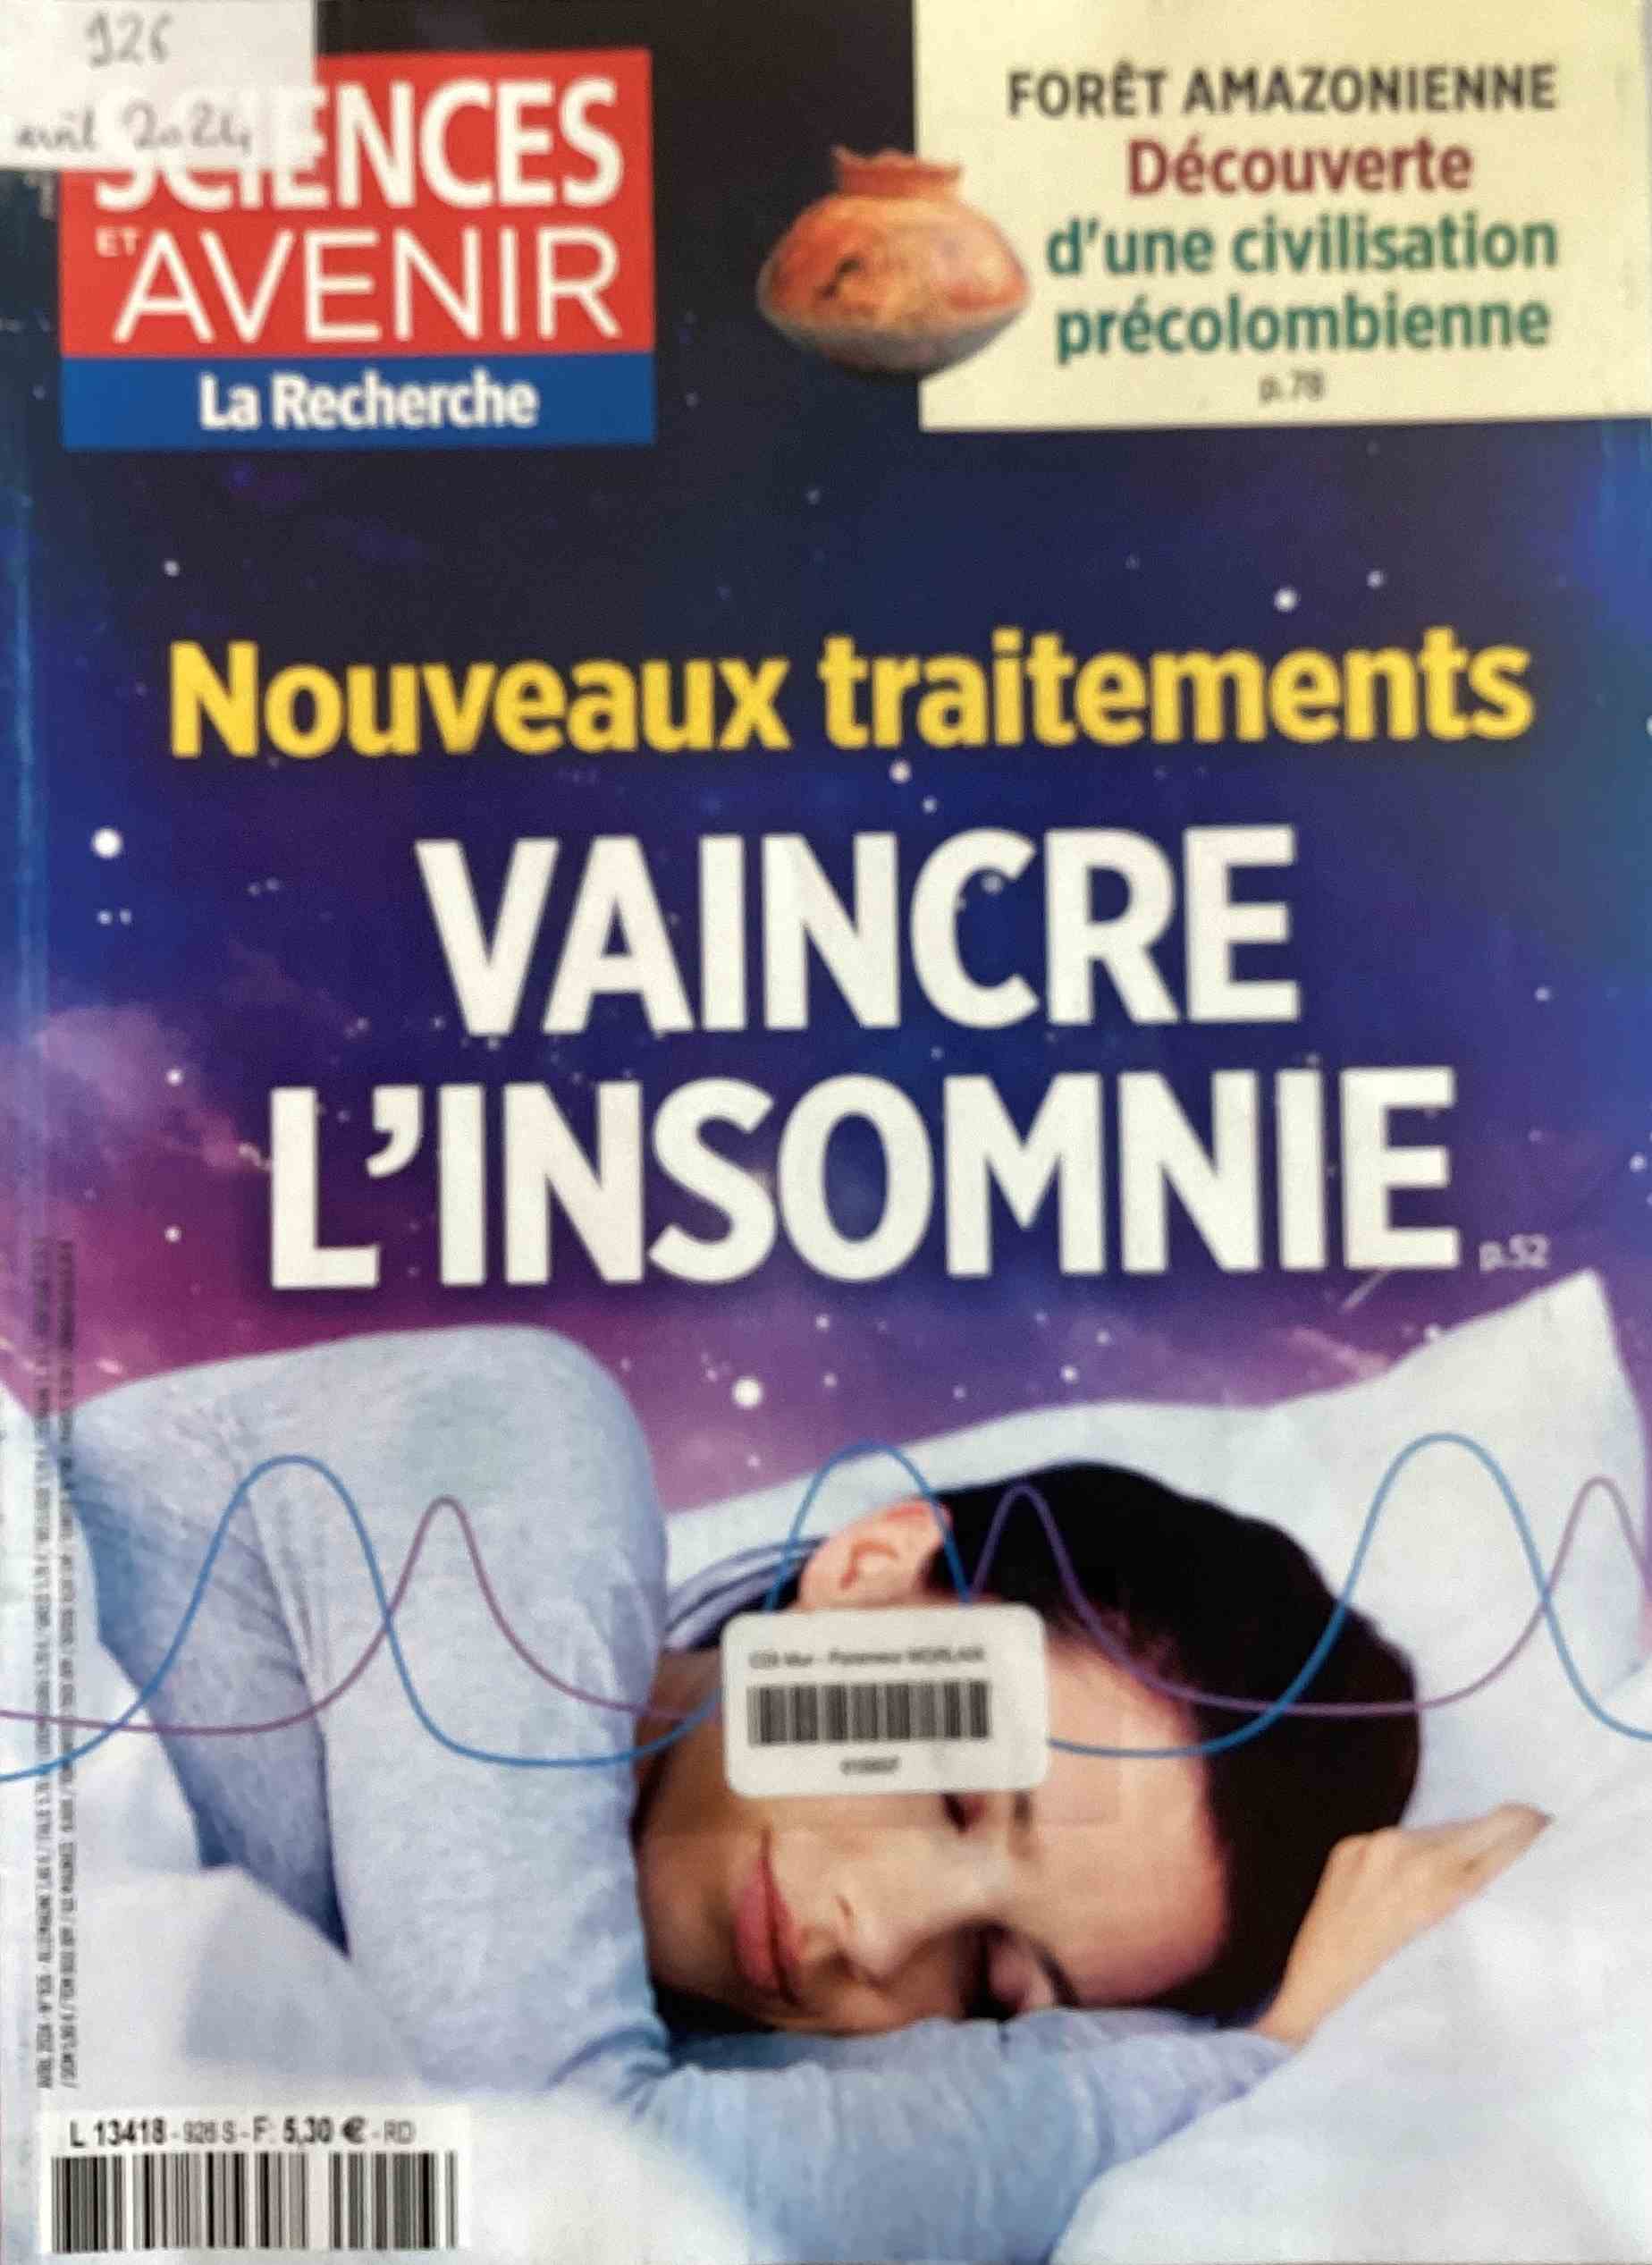 926
avril 2024
SCIENCES
ET AVENIR
La Recherche
FORÊT AMAZONIENNE
Découverte
d'une civilisation
précolombienne
p.78
Nouveaux traitements
VAINCRE
L'INSOMNIE p.52
L 13418 - 926 S - F: 5,30 € - RD